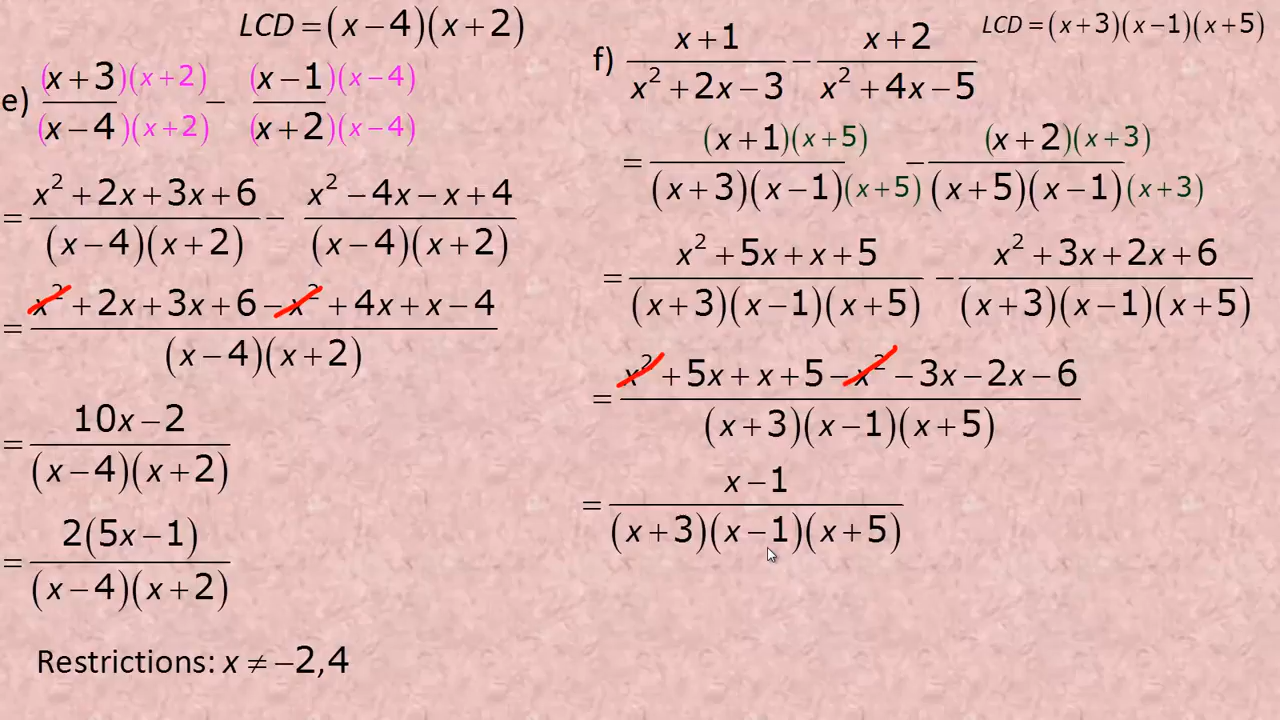 LCD = (x − 4)(x + 2)
e) (x + 3)(x + 2) / (x − 4)(x + 2) − (x − 1)(x − 4) / (x + 2)(x − 4)
= x² + 2x + 3x + 6 / (x − 4)(x + 2) − x² − 4x − x + 4 / (x − 4)(x + 2)
= x² + 2x + 3x + 6 − x² + 4x + x − 4 / (x − 4)(x + 2)
= 10x − 2 / (x − 4)(x + 2)
= 2(5x − 1) / (x − 4)(x + 2)
Restrictions: x ≠ −2,4
LCD = (x + 3)(x − 1)(x + 5)
f) x + 1 / x² + 2x − 3 − x + 2 / x² + 4x − 5
= (x + 1)(x + 5) / (x + 3)(x − 1)(x + 5) − (x + 2)(x + 3) / (x + 5)(x − 1)(x + 3)
= x² + 5x + x + 5 / (x + 3)(x − 1)(x + 5) − x² + 3x + 2x + 6 / (x + 3)(x − 1)(x + 5)
= x² + 5x + x + 5 − x² − 3x − 2x − 6 / (x + 3)(x − 1)(x + 5)
= x − 1 / (x + 3)(x − 1)(x + 5)